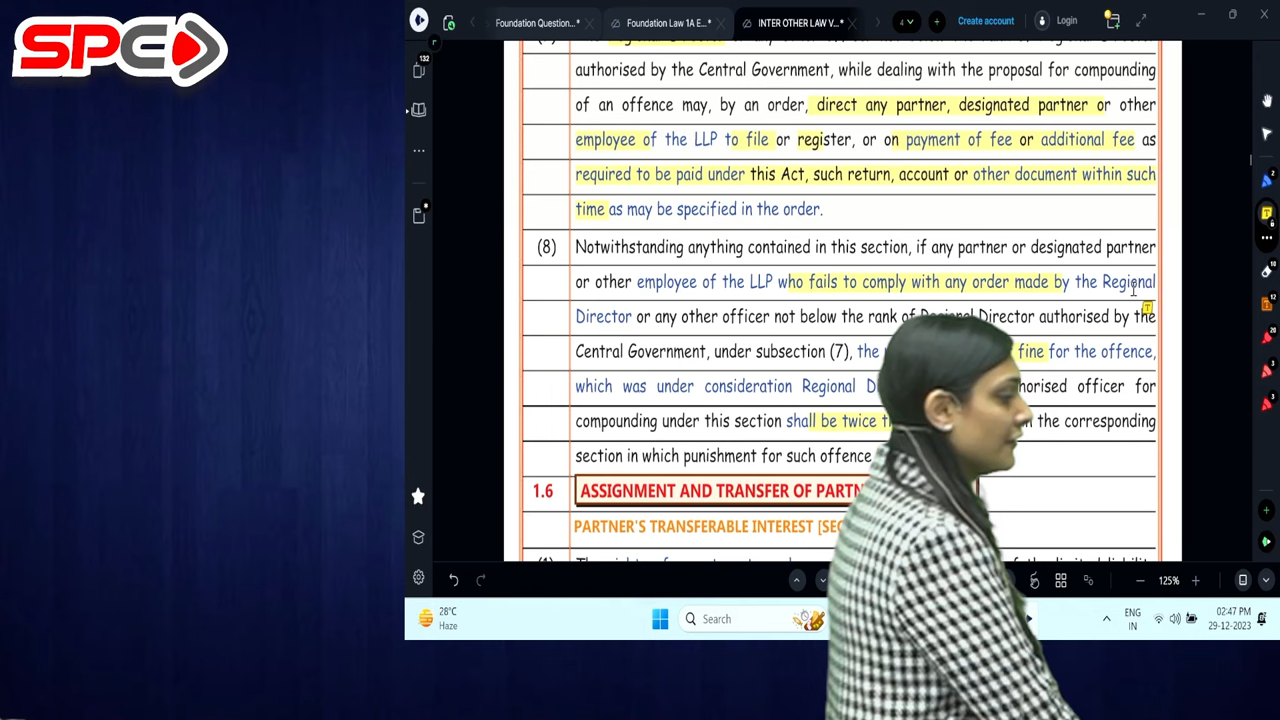 SPC
Foundation Question...*
Foundation Law 1A E...*
INTER OTHER LAW V...*
4
Create account
Login
132
authorised by the Central Government, while dealing with the proposal for compounding
of an offence may, by an order, direct any partner, designated partner or other
employee of the LLP to file or register, or on payment of fee or additional fee as
required to be paid under this Act, such return, account or other document within such
time as may be specified in the order.
(8) Notwithstanding anything contained in this section, if any partner or designated partner
or other employee of the LLP who fails to comply with any order made by the Regional
Director or any other officer not below the rank of Regional Director authorised by the
Central Government, under subsection (7), the fine for the offence,
which was under consideration Regional horised officer for
compounding under this section shall be twice the corresponding
section in which punishment for such offence
1.6 ASSIGNMENT AND TRANSFER OF PARTN
PARTNER'S TRANSFERABLE INTEREST [SEC
125%
28°C
Haze
Search
ENG
IN
02:47 PM
29-12-2023